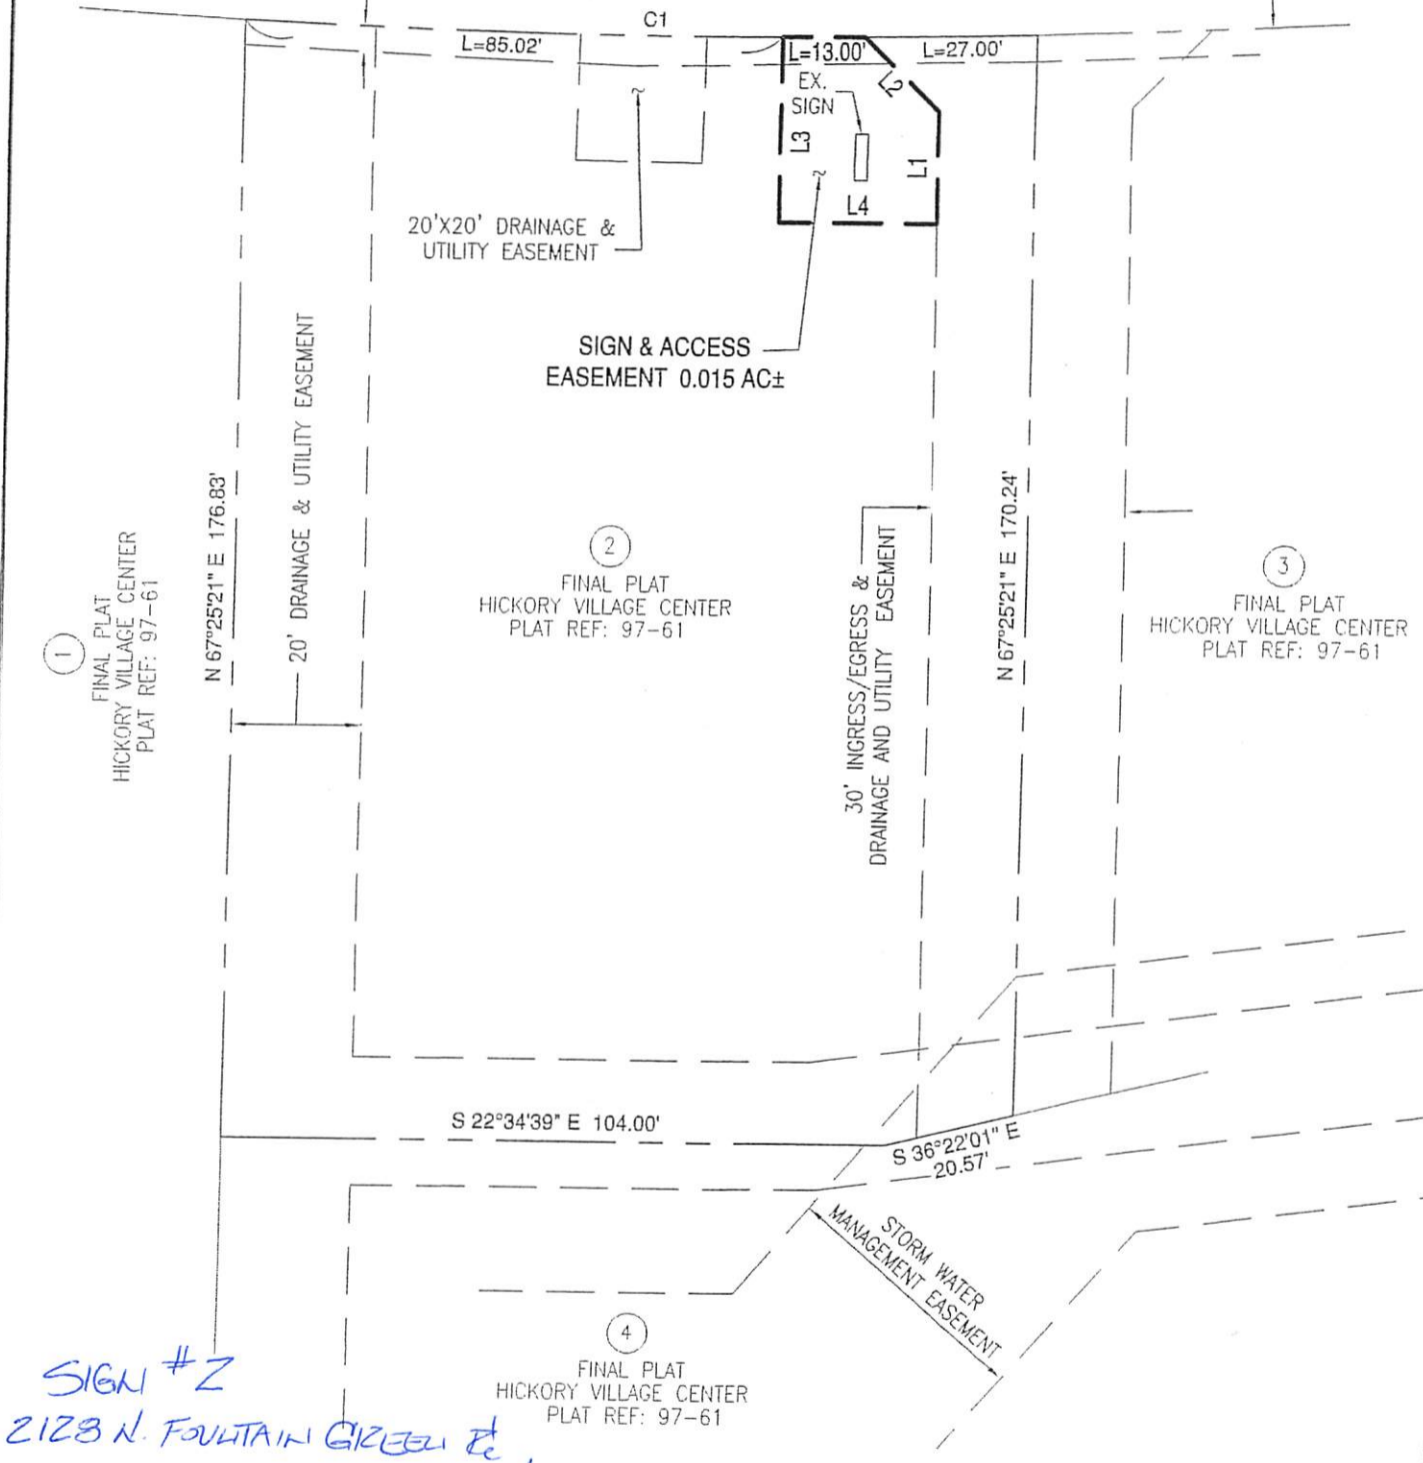 C1
L=85.02'
L=13.00'
L=27.00'
L2
EX.
SIGN
L3
L1
L4
20'X20' DRAINAGE &
UTILITY EASEMENT
SIGN & ACCESS
EASEMENT 0.015 AC±
20' DRAINAGE & UTILITY EASEMENT
N 67°25'21" E 176.83'
1
FINAL PLAT
HICKORY VILLAGE CENTER
PLAT REF: 97-61
2
FINAL PLAT
HICKORY VILLAGE CENTER
PLAT REF: 97-61
30' INGRESS/EGRESS &
DRAINAGE AND UTILITY EASEMENT
N 67°25'21" E 170.24'
3
FINAL PLAT
HICKORY VILLAGE CENTER
PLAT REF: 97-61
S 22°34'39" E 104.00'
S 36°22'01" E
20.57'
STORM WATER
MANAGEMENT EASEMENT
4
FINAL PLAT
HICKORY VILLAGE CENTER
PLAT REF: 97-61
SIGN #2
2128 N. FOUNTAIN GREEN Rd